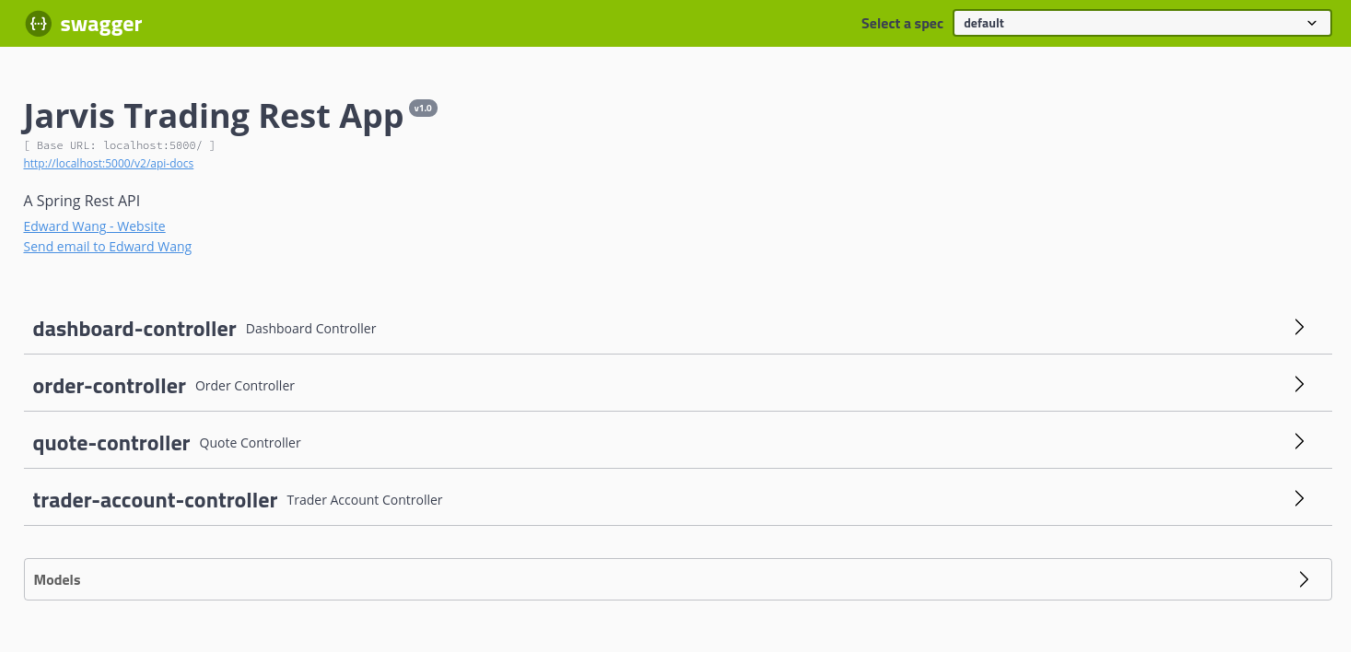 {···} swagger
Select a spec default
Jarvis Trading Rest App v1.0
[ Base URL: localhost:5000/ ]
http://localhost:5000/v2/api-docs
A Spring Rest API
Edward Wang - Website
Send email to Edward Wang
dashboard-controller Dashboard Controller
order-controller Order Controller
quote-controller Quote Controller
trader-account-controller Trader Account Controller
Models